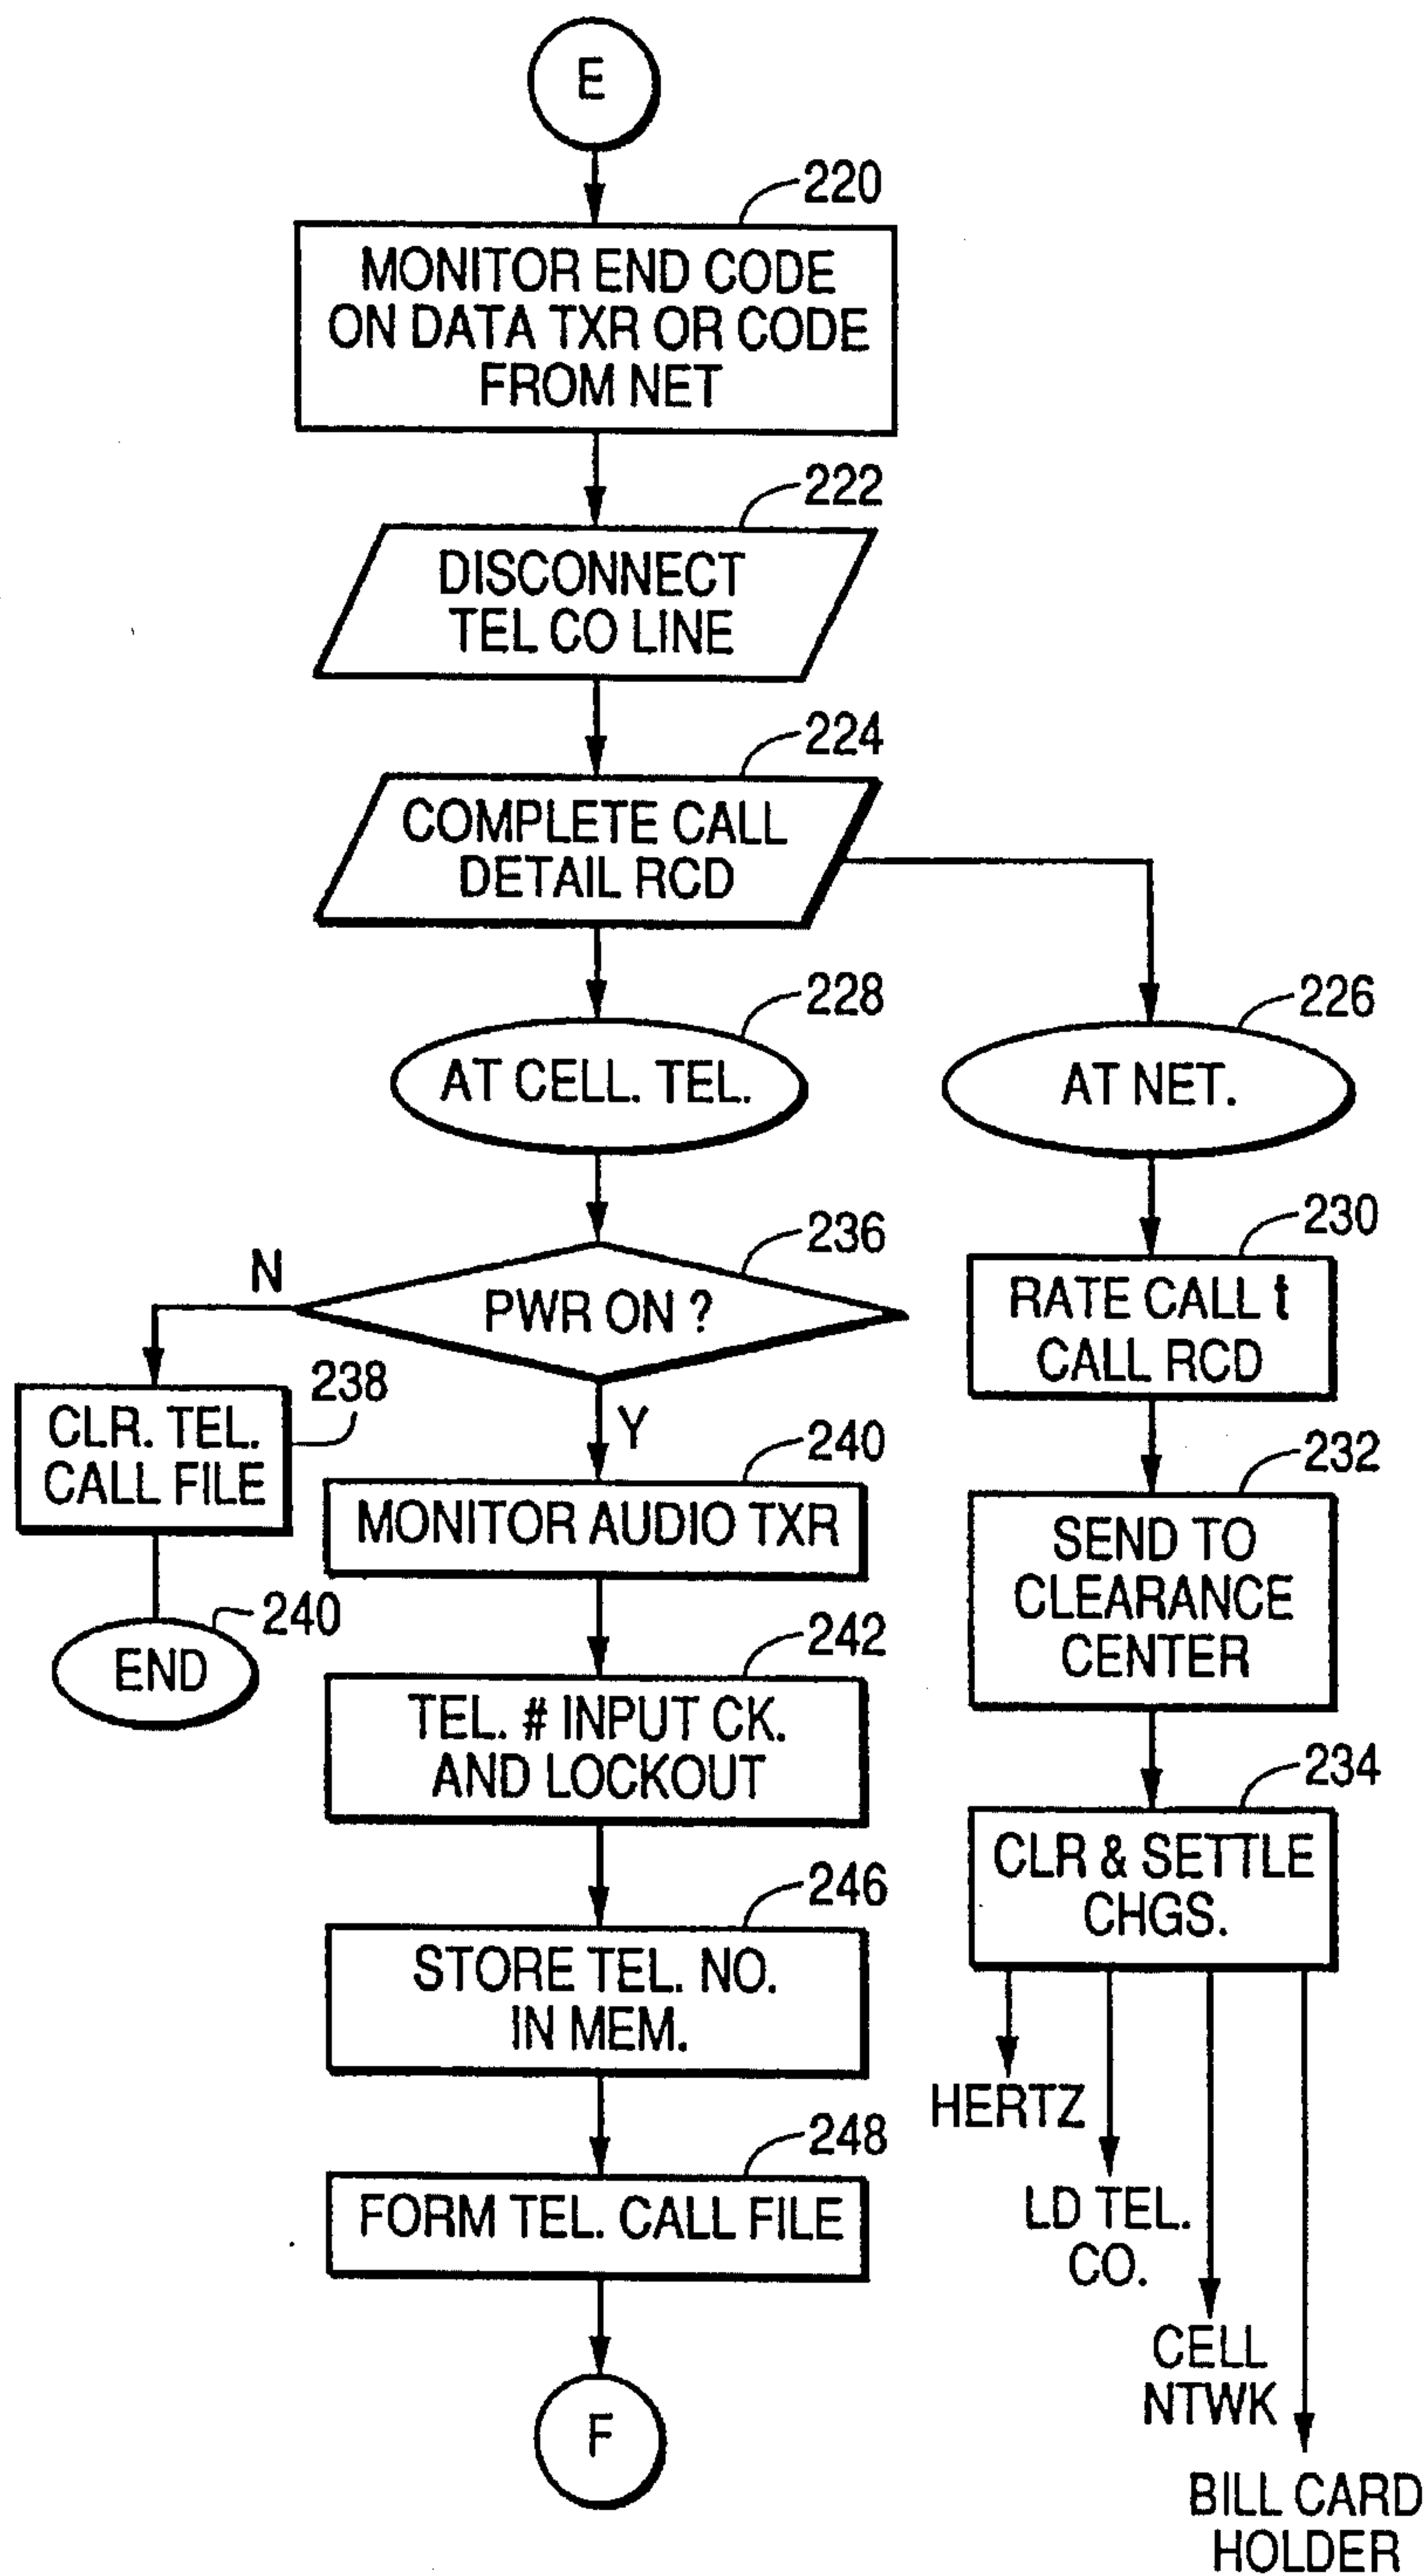 E
220
MONITOR END CODE
ON DATA TXR OR CODE
FROM NET
222
DISCONNECT
TEL CO LINE
224
COMPLETE CALL
DETAIL RCD
228
AT CELL. TEL.
226
AT NET.
236
PWR ON ?
N
Y
238
CLR. TEL.
CALL FILE
240
END
240
MONITOR AUDIO TXR
242
TEL. # INPUT CK.
AND LOCKOUT
246
STORE TEL. NO.
IN MEM.
248
FORM TEL. CALL FILE
F
230
RATE CALL t
CALL RCD
232
SEND TO
CLEARANCE
CENTER
234
CLR & SETTLE
CHGS.
HERTZ
LD TEL.
CO.
CELL
NTWK
BILL CARD
HOLDER